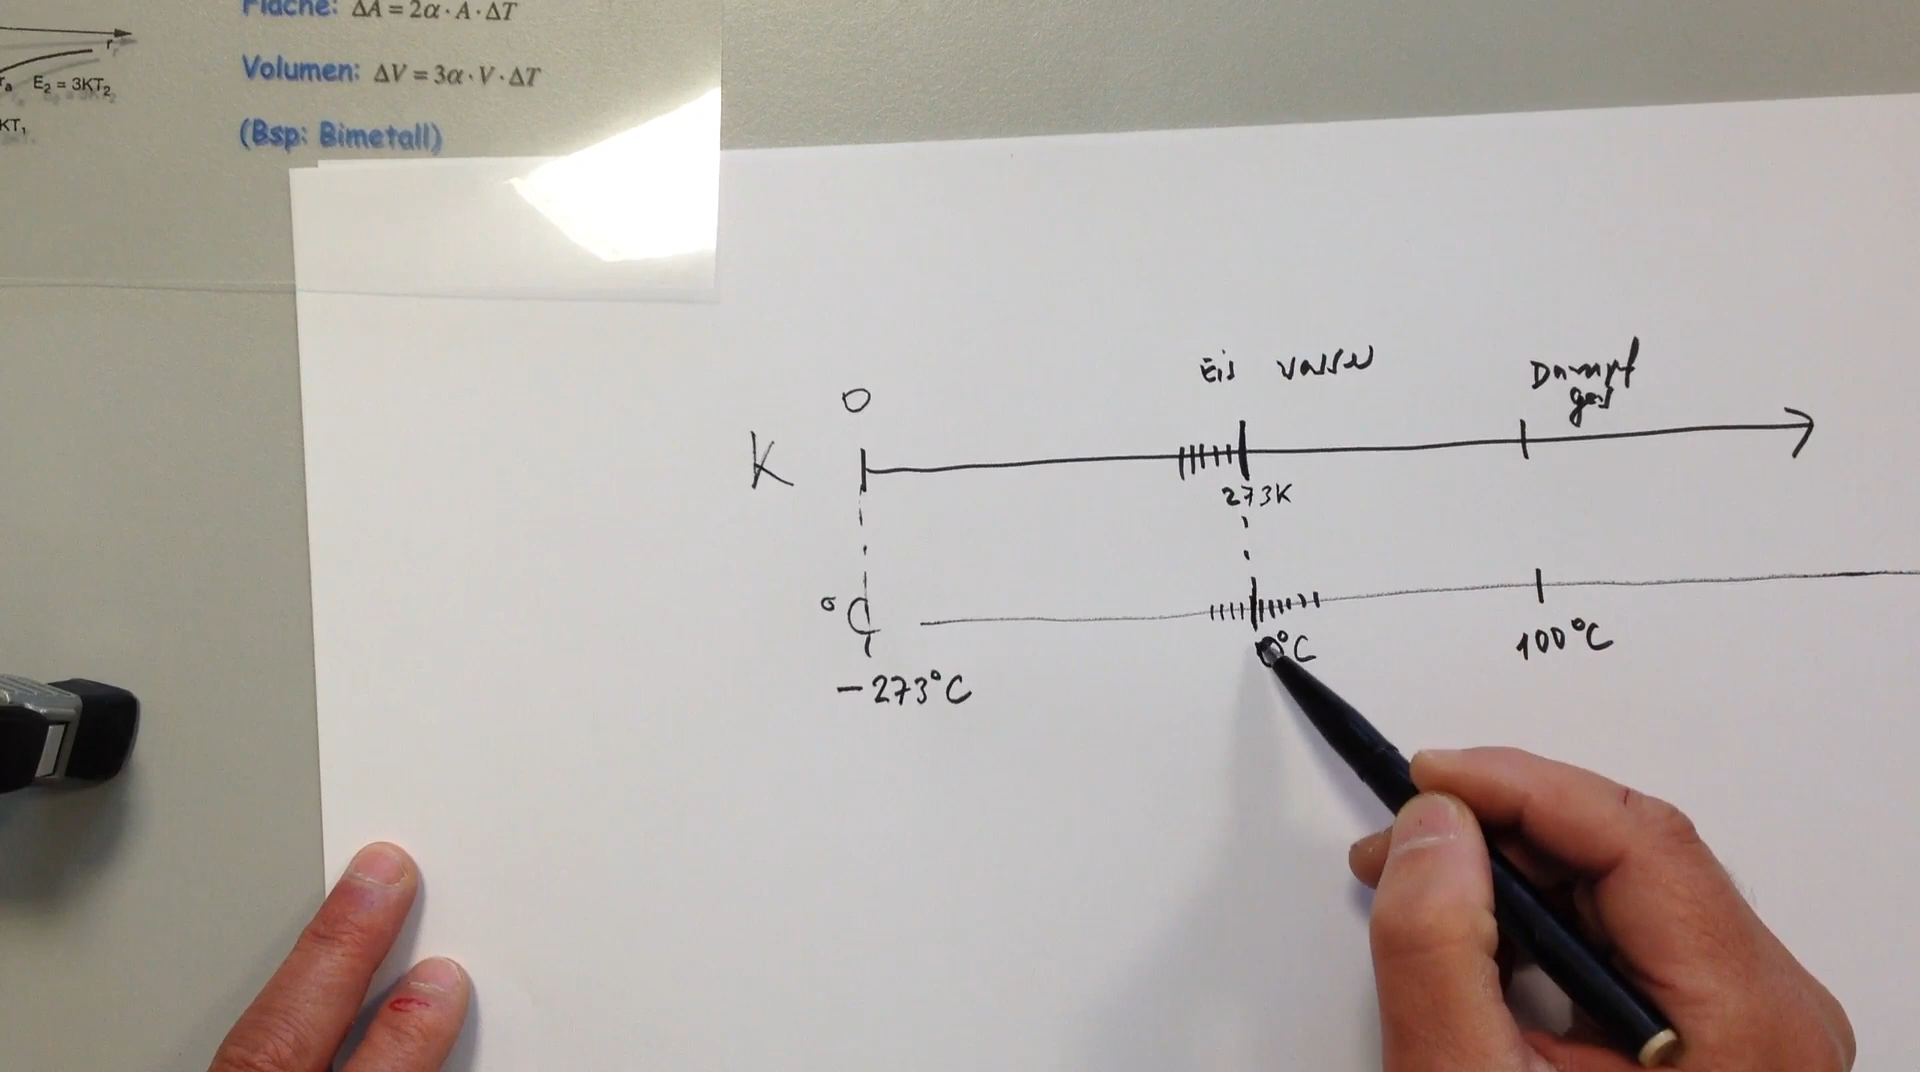 Fläche: ΔA = 2α · A · ΔT
Volumen: ΔV = 3α · V · ΔT
(Bsp: Bimetall)
r
E₂ = 3KT₂
KT₁
Eis Wasser
Dampf
gas
0
K
273K
°C
0°C
100°C
-273°C